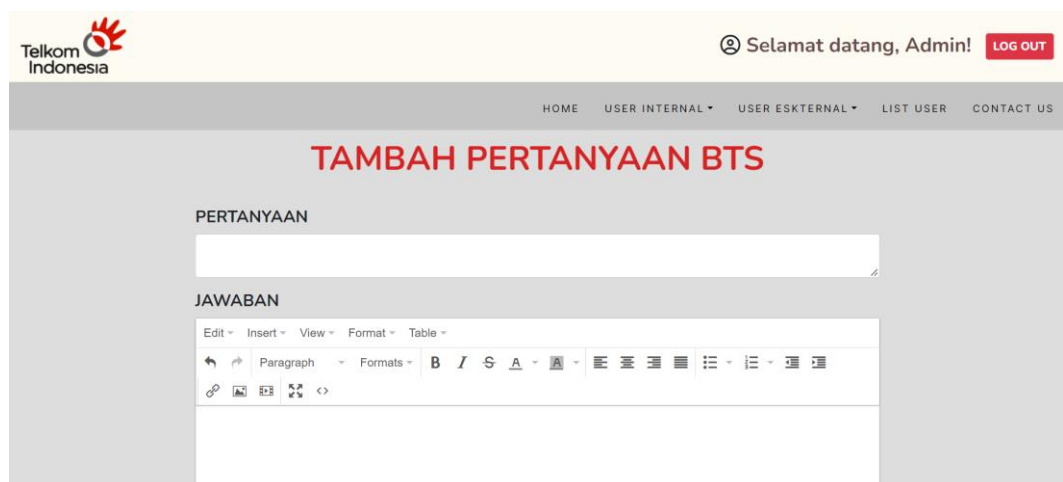 Telkom
Indonesia
Selamat datang, Admin! LOG OUT
HOME USER INTERNAL USER ESKTERNAL LIST USER CONTACT US
TAMBAH PERTANYAAN BTS
PERTANYAAN
JAWABAN
Edit Insert View Format Table
Paragraph Formats B I S A A